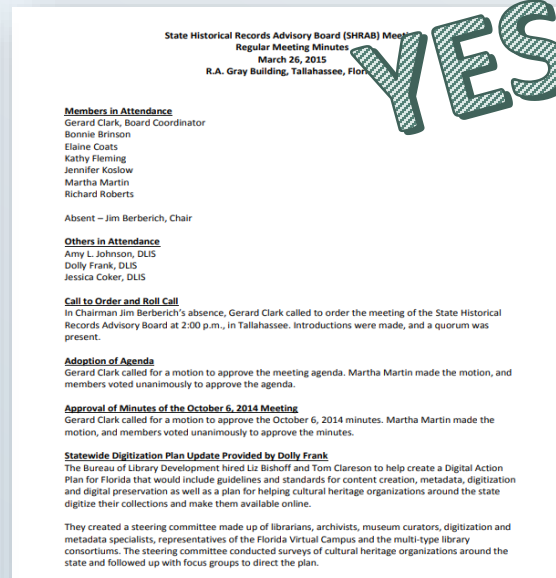 State Historical Records Advisory Board (SHRAB)
Regular Meeting Minutes
March 26, 2015
R.A. Gray Building, Tallahassee,
YES
Members in Attendance
Gerard Clark, Board Coordinator
Bonnie Brinson
Elaine Coats
Kathy Fleming
Jennifer Koslow
Martha Martin
Richard Roberts
Absent – Jim Berberich, Chair
Others in Attendance
Amy L. Johnson, DLIS
Dolly Frank, DLIS
Jessica Coker, DLIS
Call to Order and Roll Call
In Chairman Jim Berberich's absence, Gerard Clark called to order the meeting of the State Historical
Records Advisory Board at 2:00 p.m., in Tallahassee. Introductions were made, and a quorum was
present.
Adoption of Agenda
Gerard Clark called for a motion to approve the meeting agenda. Martha Martin made the motion, and
members voted unanimously to approve the agenda.
Approval of Minutes of the October 6, 2014 Meeting
Gerard Clark called for a motion to approve the October 6, 2014 minutes. Martha Martin made the
motion, and members voted unanimously to approve the minutes.
Statewide Digitization Plan Update Provided by Dolly Frank
The Bureau of Library Development hired Liz Bishoff and Tom Clareson to help create a Digital Action
Plan for Florida that would include guidelines and standards for content creation, metadata, digitization
and digital preservation as well as a plan for helping cultural heritage organizations around the state
digitize their collections and make them available online.
They created a steering committee made up of librarians, archivists, museum curators, digitization and
metadata specialists, representatives of the Florida Virtual Campus and the multi-type library
consortiums. The steering committee conducted surveys of cultural heritage organizations around the
state and followed up with focus groups to direct the plan.